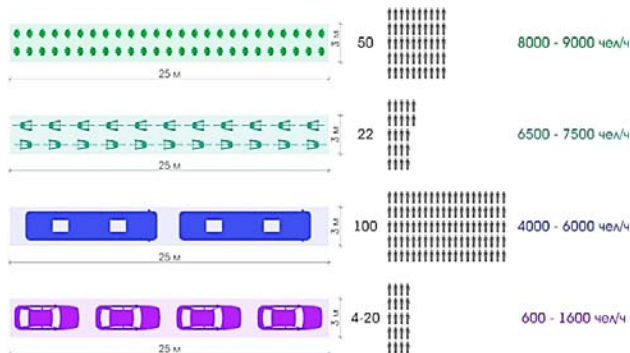 3 м
50
8000 - 9000 чел/ч
25 м
3 м
22
6500 - 7500 чел/ч
25 м
3 м
100
4000 - 6000 чел/ч
25 м
3 м
4-20
600 - 1600 чел/ч
25 м